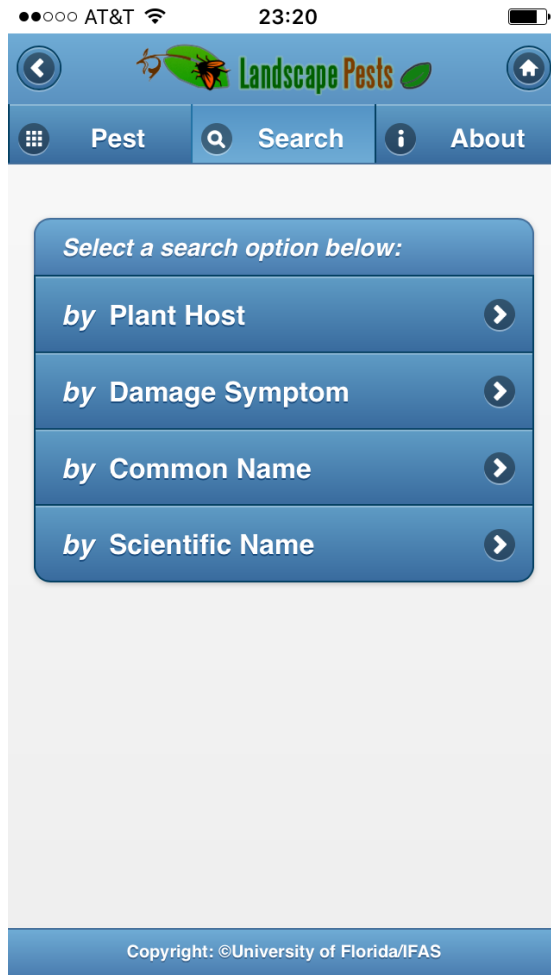 AT&T 23:20
Landscape Pests
Pest Search About
Select a search option below:
by Plant Host
by Damage Symptom
by Common Name
by Scientific Name
Copyright: ©University of Florida/IFAS